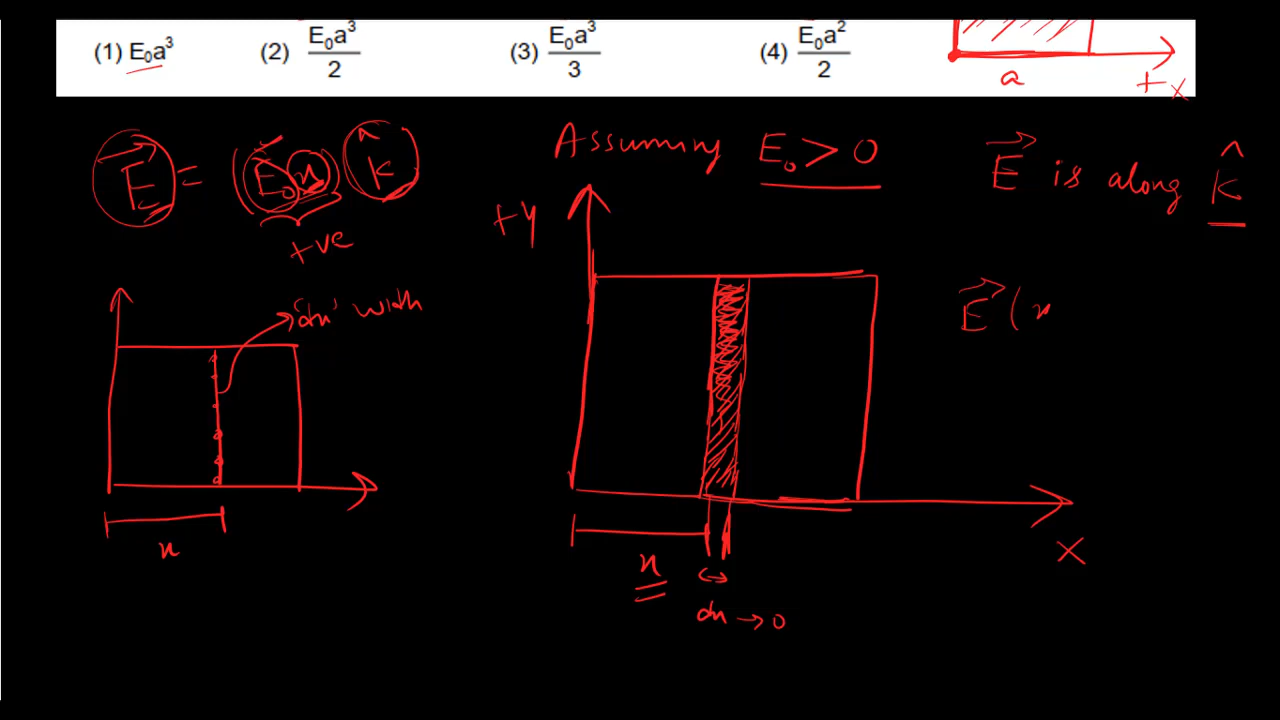 (1) E₀a³ (2) E₀a³/2 (3) E₀a³/3 (4) E₀a²/2
a
+x
E⃗ = (E₀x) k̂
+ve
Assuming E₀ > 0
E⃗ is along k̂
+y
'dx' width
E⃗ (x
x
x
X
dx → 0